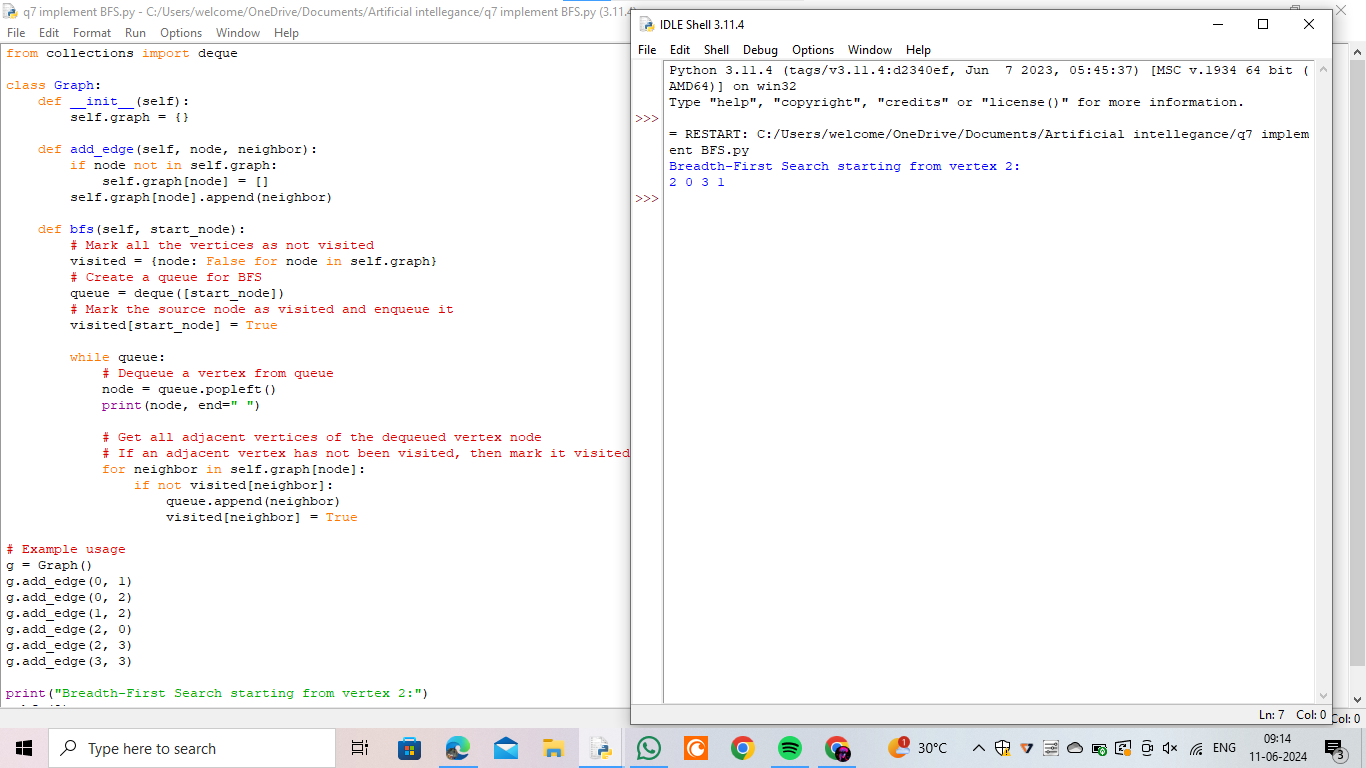 q7 implement BFS.py - C:/Users/welcome/OneDrive/Documents/Artificial intellegance/q7 implement BFS.py (3.11.4)
File Edit Format Run Options Window Help
from collections import deque
class Graph:
    def __init__(self):
        self.graph = {}
    def add_edge(self, node, neighbor):
        if node not in self.graph:
            self.graph[node] = []
        self.graph[node].append(neighbor)
    def bfs(self, start_node):
        # Mark all the vertices as not visited
        visited = {node: False for node in self.graph}
        # Create a queue for BFS
        queue = deque([start_node])
        # Mark the source node as visited and enqueue it
        visited[start_node] = True
        while queue:
            # Dequeue a vertex from queue
            node = queue.popleft()
            print(node, end=" ")
            # Get all adjacent vertices of the dequeued vertex node
            # If an adjacent vertex has not been visited, then mark it visited
            for neighbor in self.graph[node]:
                if not visited[neighbor]:
                    queue.append(neighbor)
                    visited[neighbor] = True
# Example usage
g = Graph()
g.add_edge(0, 1)
g.add_edge(0, 2)
g.add_edge(1, 2)
g.add_edge(2, 0)
g.add_edge(2, 3)
g.add_edge(3, 3)
print("Breadth-First Search starting from vertex 2:")
IDLE Shell 3.11.4
File Edit Shell Debug Options Window Help
Python 3.11.4 (tags/v3.11.4:d2340ef, Jun  7 2023, 05:45:37) [MSC v.1934 64 bit (
AMD64)] on win32
Type "help", "copyright", "credits" or "license()" for more information.
>>>
= RESTART: C:/Users/welcome/OneDrive/Documents/Artificial intellegance/q7 implem
ent BFS.py
Breadth-First Search starting from vertex 2:
2 0 3 1
>>>
Ln: 7 Col: 0
Col: 0
Type here to search
1
30°C
ENG
09:14
11-06-2024
3